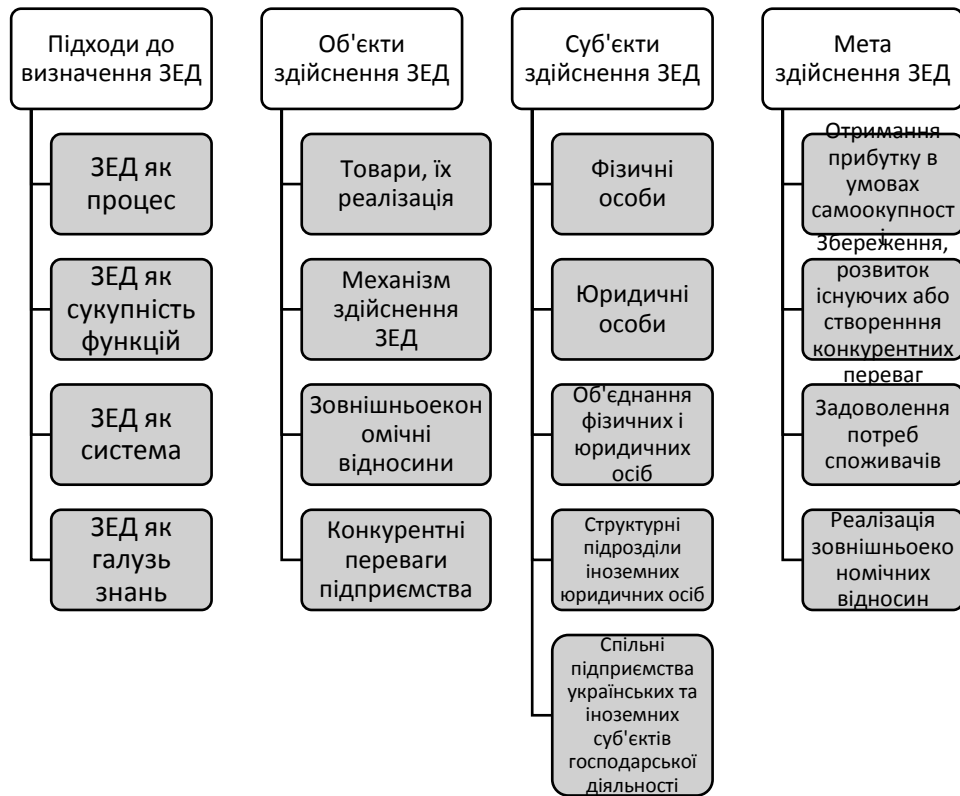 Підходи до
визначення ЗЕД
ЗЕД як
процес
ЗЕД як
сукупність
функцій
ЗЕД як
система
ЗЕД як
галузь
знань
Об'єкти
здійснення ЗЕД
Товари, їх
реалізація
Механізм
здійснення
ЗЕД
Зовнішньоекон
омічні
відносини
Конкурентні
переваги
підприємства
Суб'єкти
здійснення ЗЕД
Фізичні
особи
Юридичні
особи
Об'єднання
фізичних і
юридичних
осіб
Структурні
підрозділи
іноземних
юридичних осіб
Спільні
підприємства
українських та
іноземних
суб'єктів
господарської
діяльності
Мета
здійснення ЗЕД
Отримання
прибутку в
умовах
самоокупност
і
Збереження,
розвиток
існуючих або
створенння
конкурентних
переваг
Задоволення
потреб
споживачів
Реалізація
зовнішньоеко
номічних
відносин